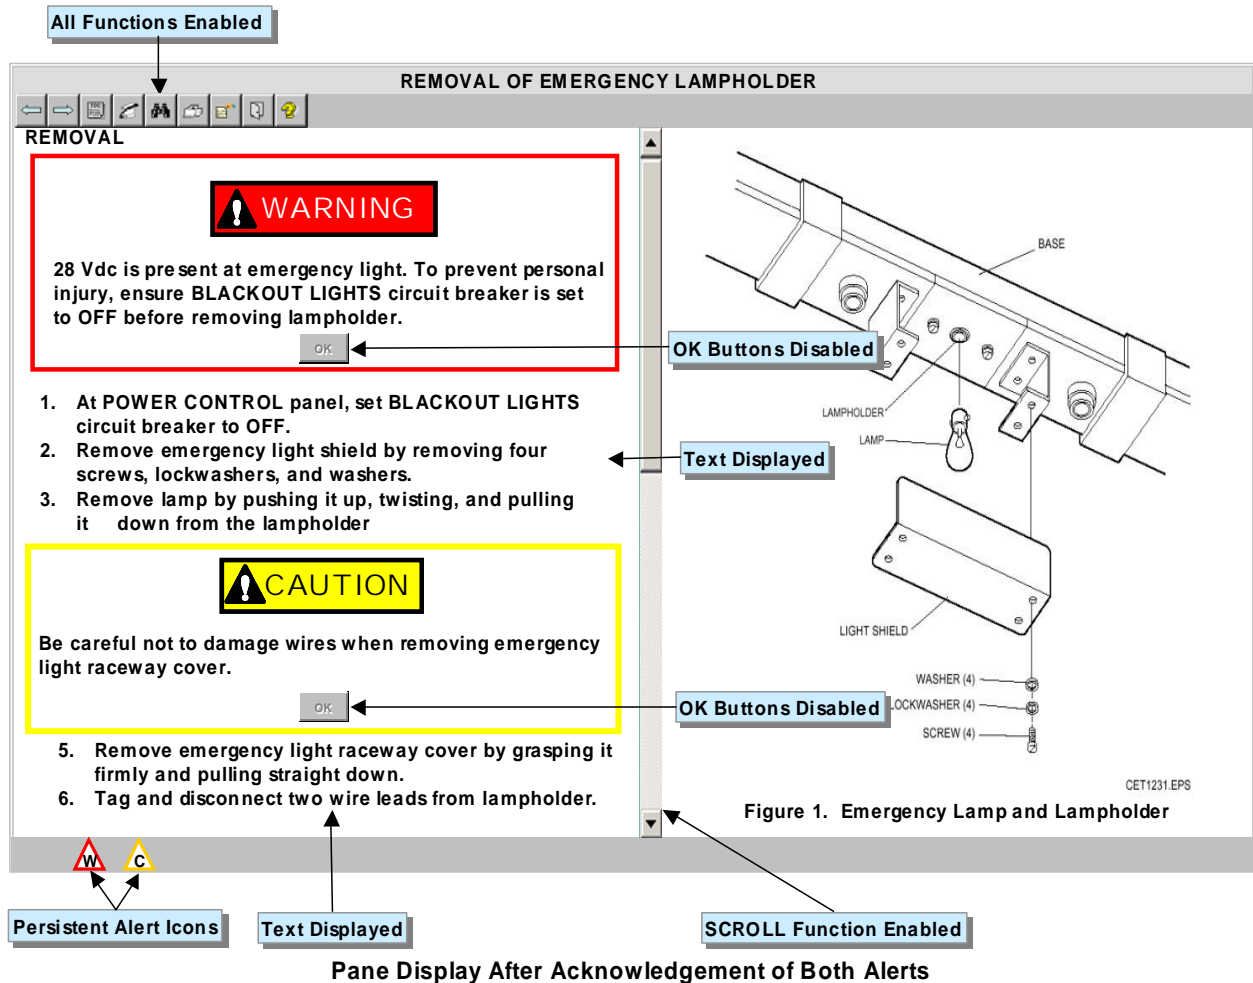 All Functions Enabled
REMOVAL OF EMERGENCY LAMPHOLDER
REMOVAL
WARNING
28 Vdc is present at emergency light. To prevent personal
injury, ensure BLACKOUT LIGHTS circuit breaker is set
to OFF before removing lampholder.
OK
OK Buttons Disabled
1. At POWER CONTROL panel, set BLACKOUT LIGHTS
circuit breaker to OFF.
2. Remove emergency light shield by removing four
screws, lockwashers, and washers.
3. Remove lamp by pushing it up, twisting, and pulling
it down from the lampholder
Text Displayed
CAUTION
Be careful not to damage wires when removing emergency
light raceway cover.
OK
OK Buttons Disabled
5. Remove emergency light raceway cover by grasping it
firmly and pulling straight down.
6. Tag and disconnect two wire leads from lampholder.
BASE
LAMPHOLDER
LAMP
LIGHT SHIELD
WASHER (4)
LOCKWASHER (4)
SCREW (4)
CET1231.EPS
Figure 1. Emergency Lamp and Lampholder
W
C
Persistent Alert Icons
Text Displayed
SCROLL Function Enabled
Pane Display After Acknowledgement of Both Alerts